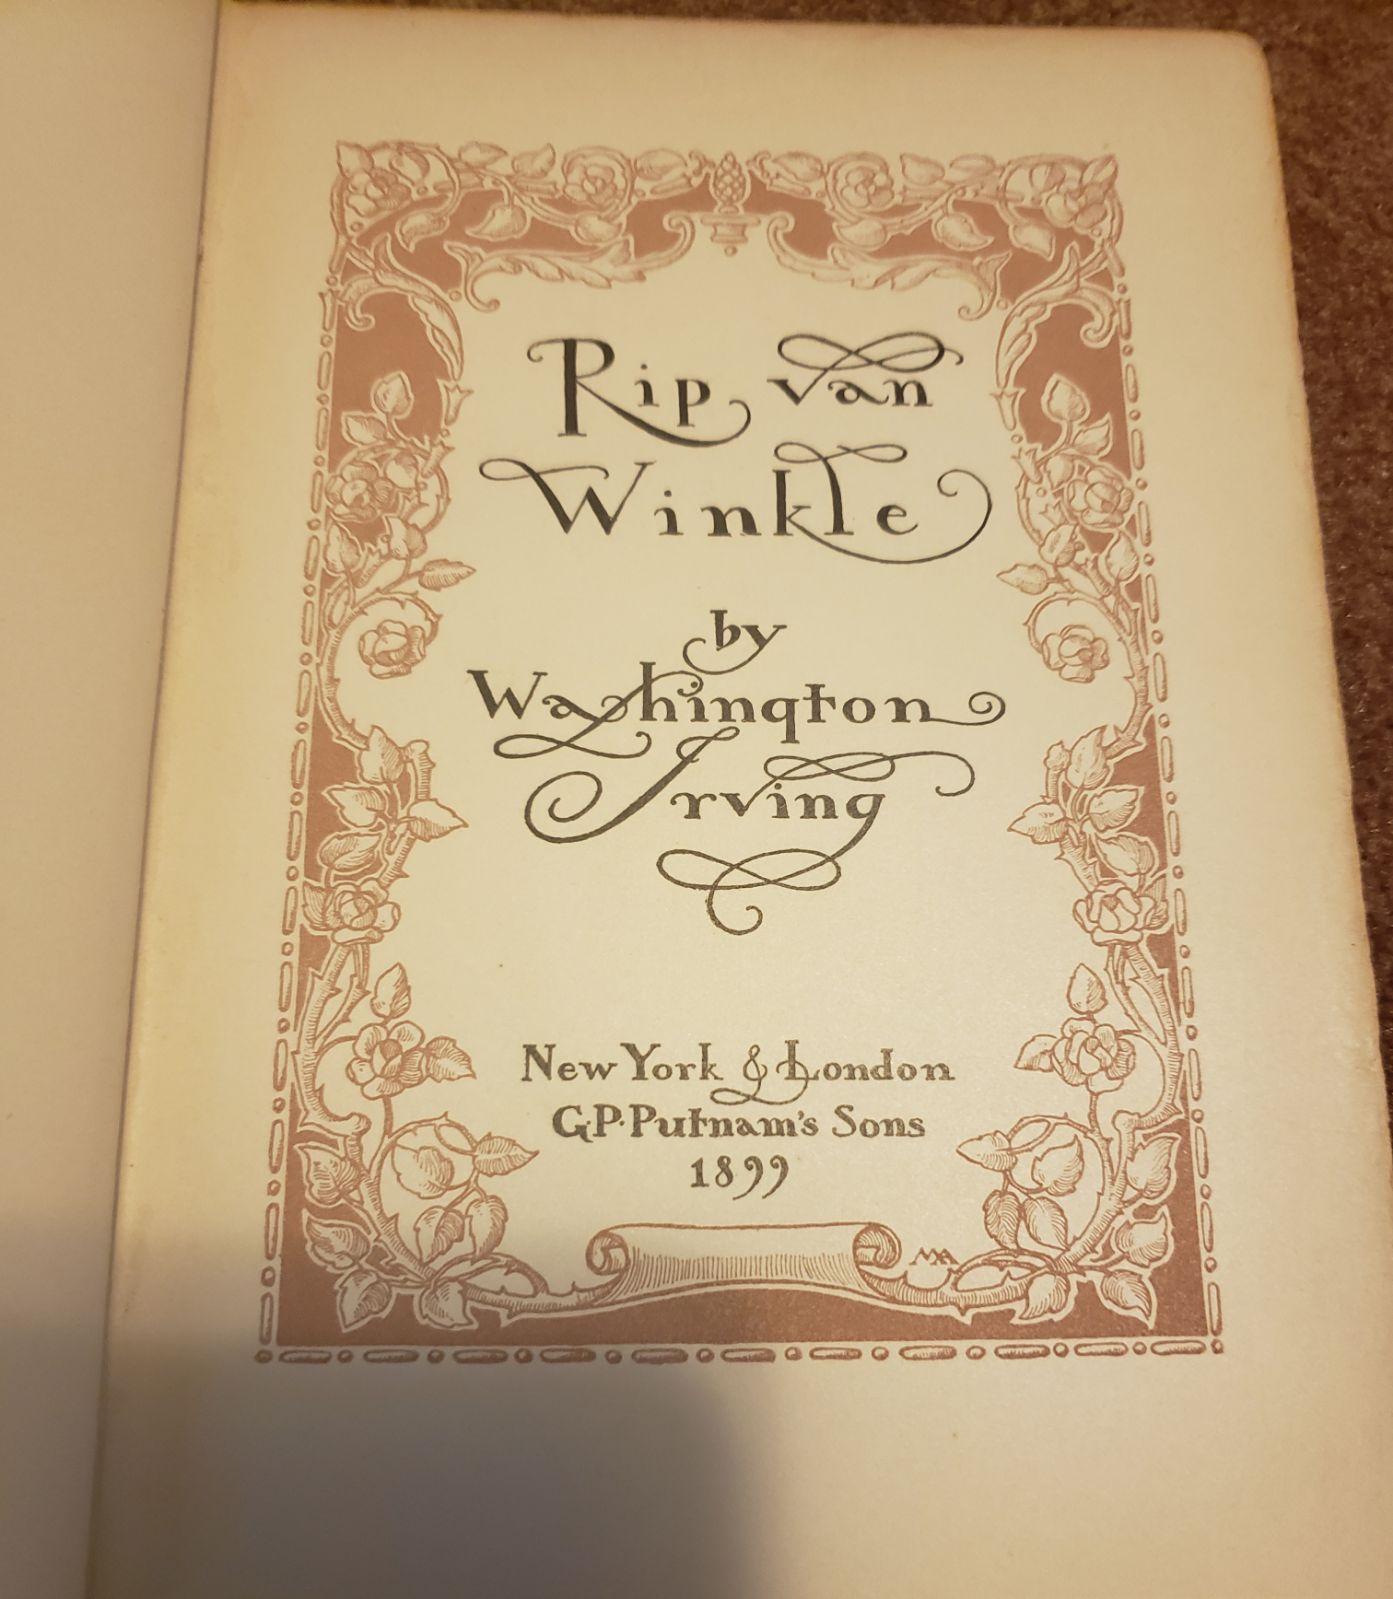 Rip van
Winkle
by
Washington
Irving
New York & London
G.P. Putnam's Sons
1899